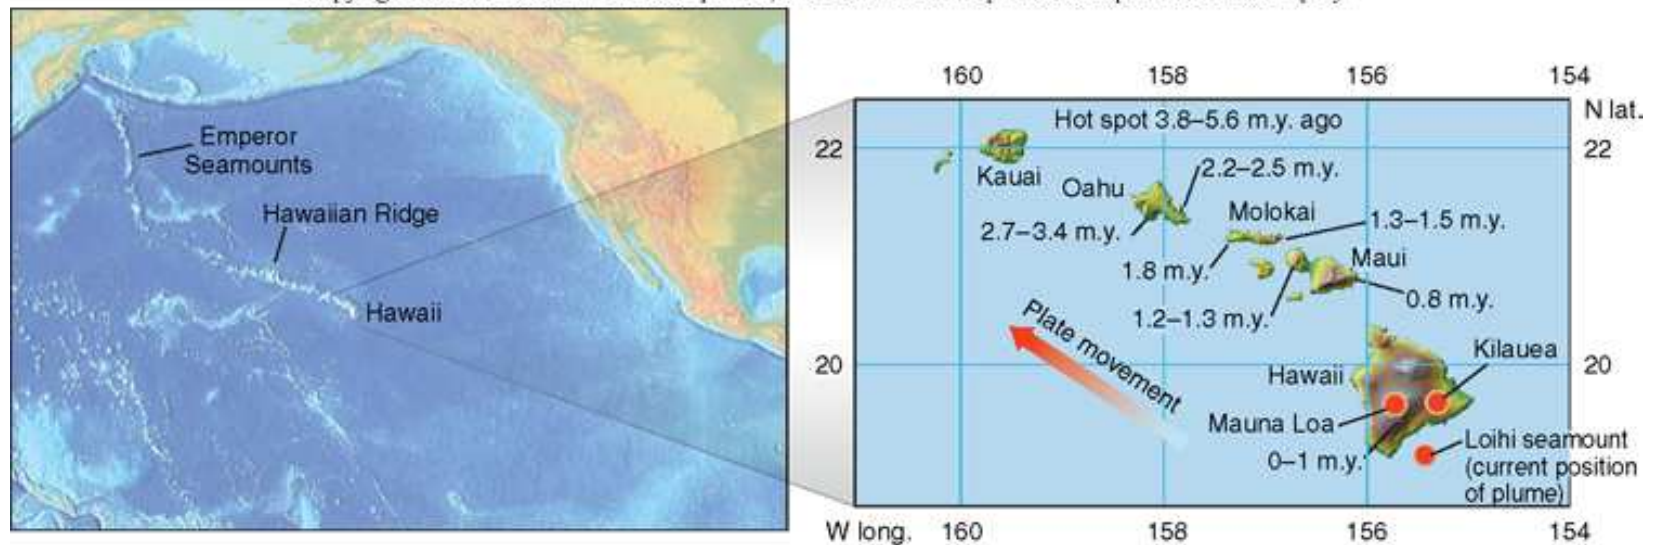 Emperor
Seamounts
Hawaiian Ridge
Hawaii
160 158 156 154
N lat.
Hot spot 3.8–5.6 m.y. ago
22 22
Kauai
Oahu
2.2–2.5 m.y.
2.7–3.4 m.y.
Molokai
1.3–1.5 m.y.
1.8 m.y.
Maui
0.8 m.y.
1.2–1.3 m.y.
Plate movement
20 20
Kilauea
Hawaii
Mauna Loa
0–1 m.y.
Loihi seamount
(current position
of plume)
W long. 160 158 156 154